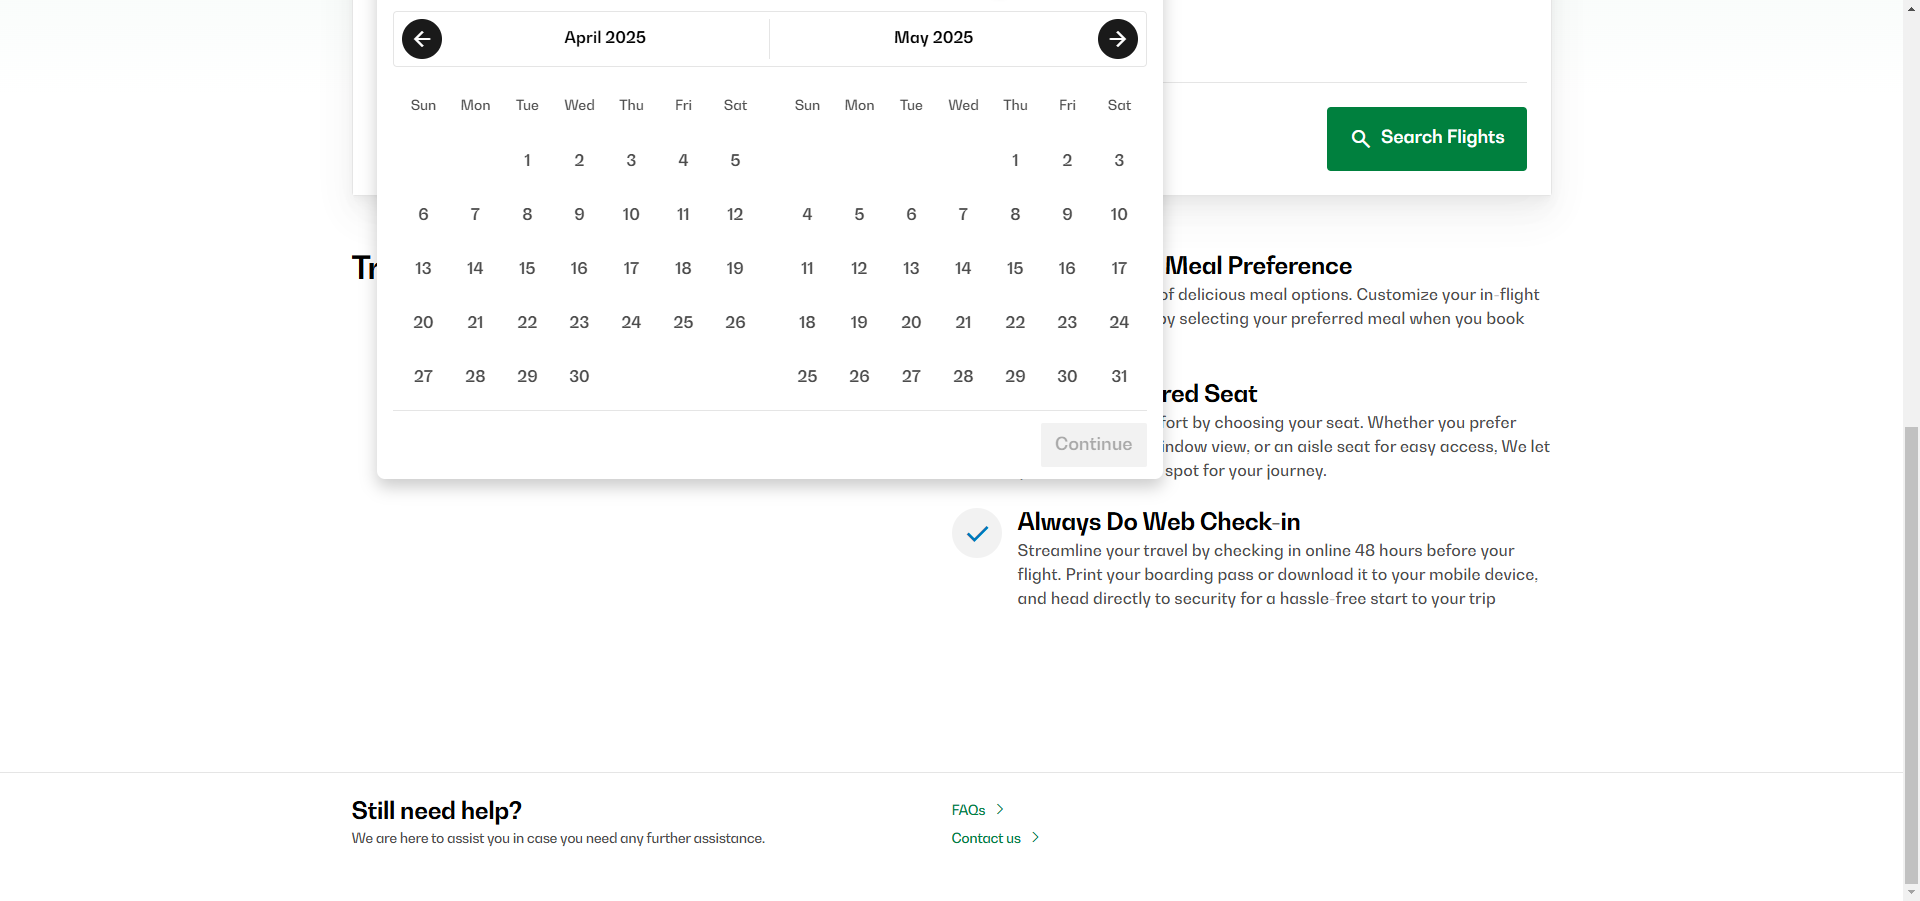 April 2025
May 2025
Sun Mon Tue Wed Thu Fri Sat
Sun Mon Tue Wed Thu Fri Sat
1 2 3 4 5
1 2 3
6 7 8 9 10 11 12
4 5 6 7 8 9 10
13 14 15 16 17 18 19
11 12 13 14 15 16 17
20 21 22 23 24 25 26
18 19 20 21 22 23 24
27 28 29 30
25 26 27 28 29 30 31
Continue
Search Flights
Meal Preference
of delicious meal options. Customize your in-flight
by selecting your preferred meal when you book
Seat
by choosing your seat. Whether you prefer
view, or an aisle seat for easy access, We let
spot for your journey.
Always Do Web Check-in
Streamline your travel by checking in online 48 hours before your
flight. Print your boarding pass or download it to your mobile device,
and head directly to security for a hassle-free start to your trip
Still need help?
We are here to assist you in case you need any further assistance.
FAQs
Contact us